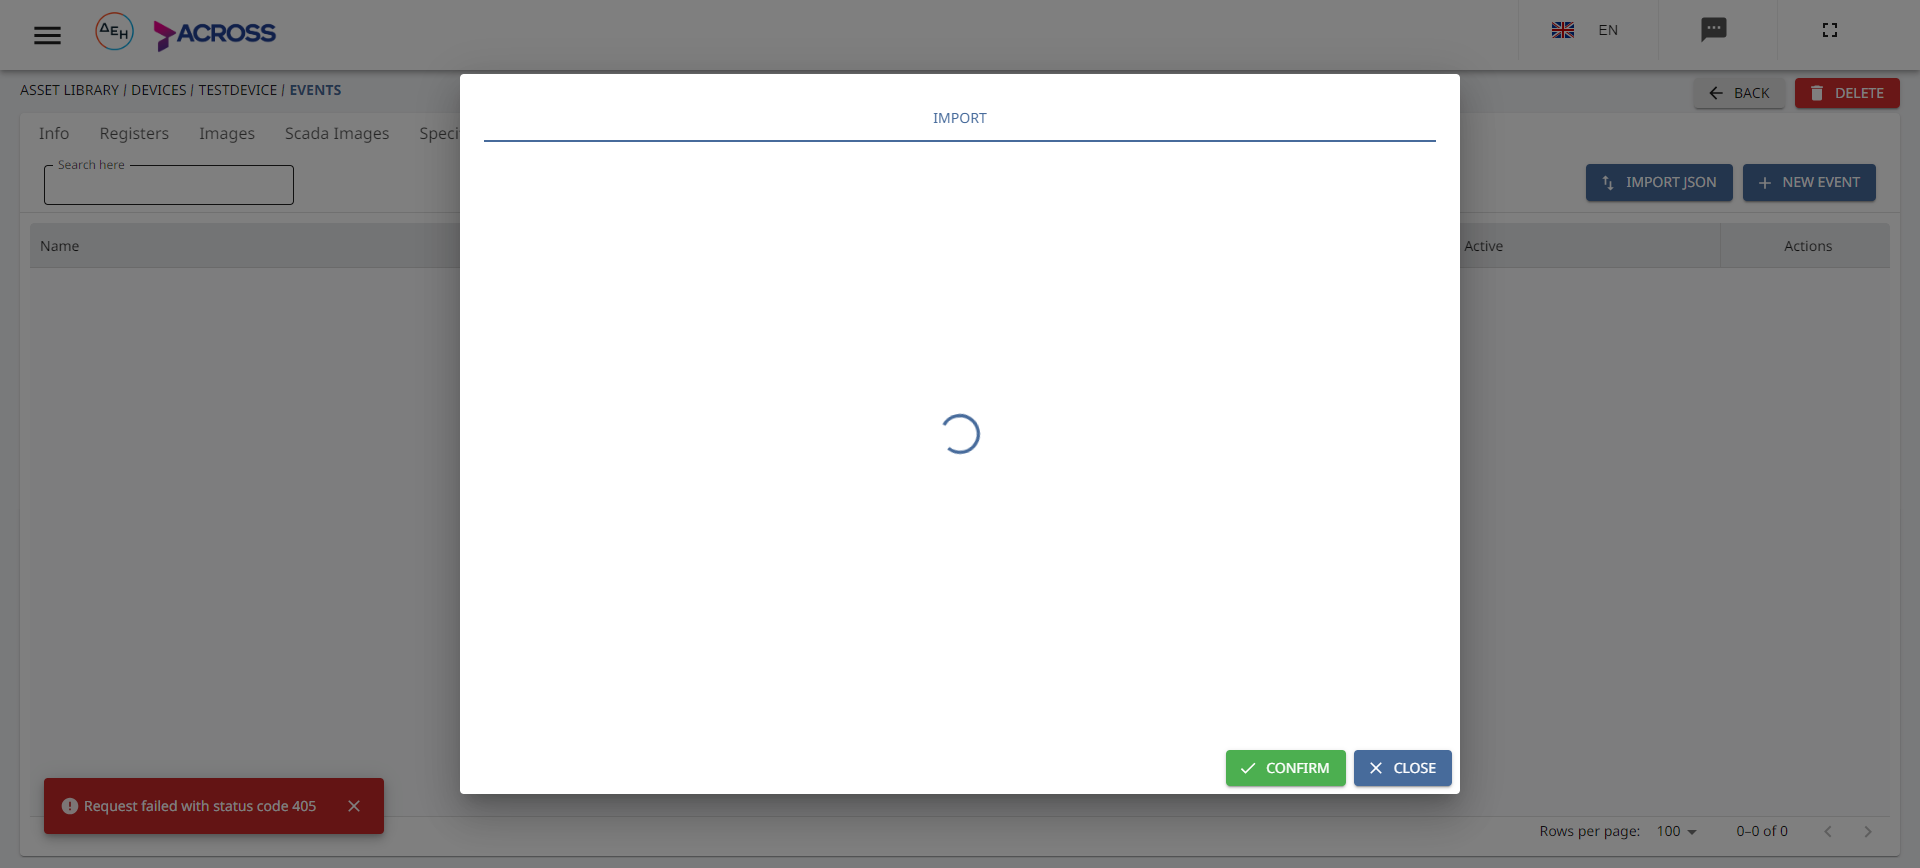 ΔEH ACROSS EN
ASSET LIBRARY / DEVICES / TESTDEVICE / EVENTS
BACK DELETE
Info Registers Images Scada Images Speci
Search here
IMPORT JSON NEW EVENT
Name Active Actions
IMPORT
CONFIRM CLOSE
Request failed with status code 405
Rows per page: 100 0–0 of 0